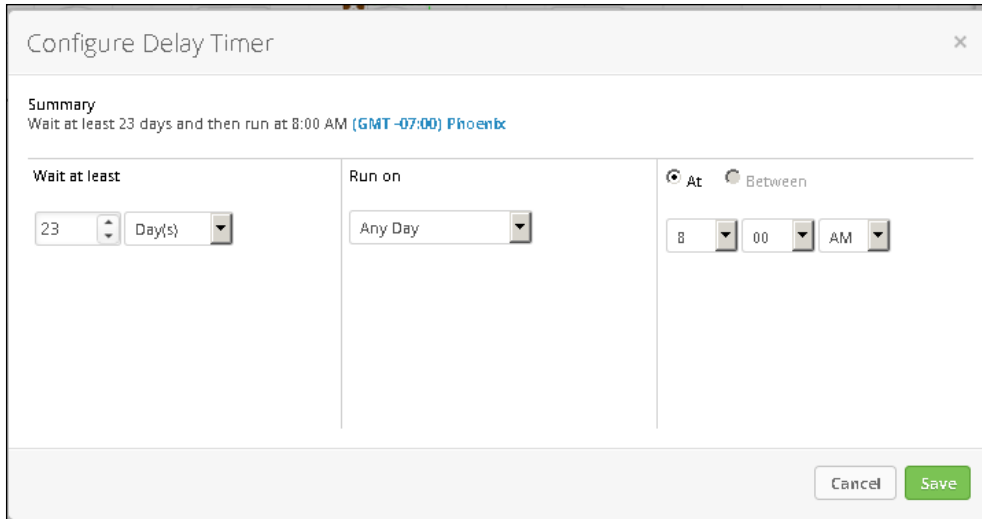 Configure Delay Timer ×
Summary
Wait at least 23 days and then run at 8:00 AM (GMT -07:00) Phoenix
Wait at least
Run on
At Between
23 Day(s)
Any Day
8 00 AM
Cancel Save